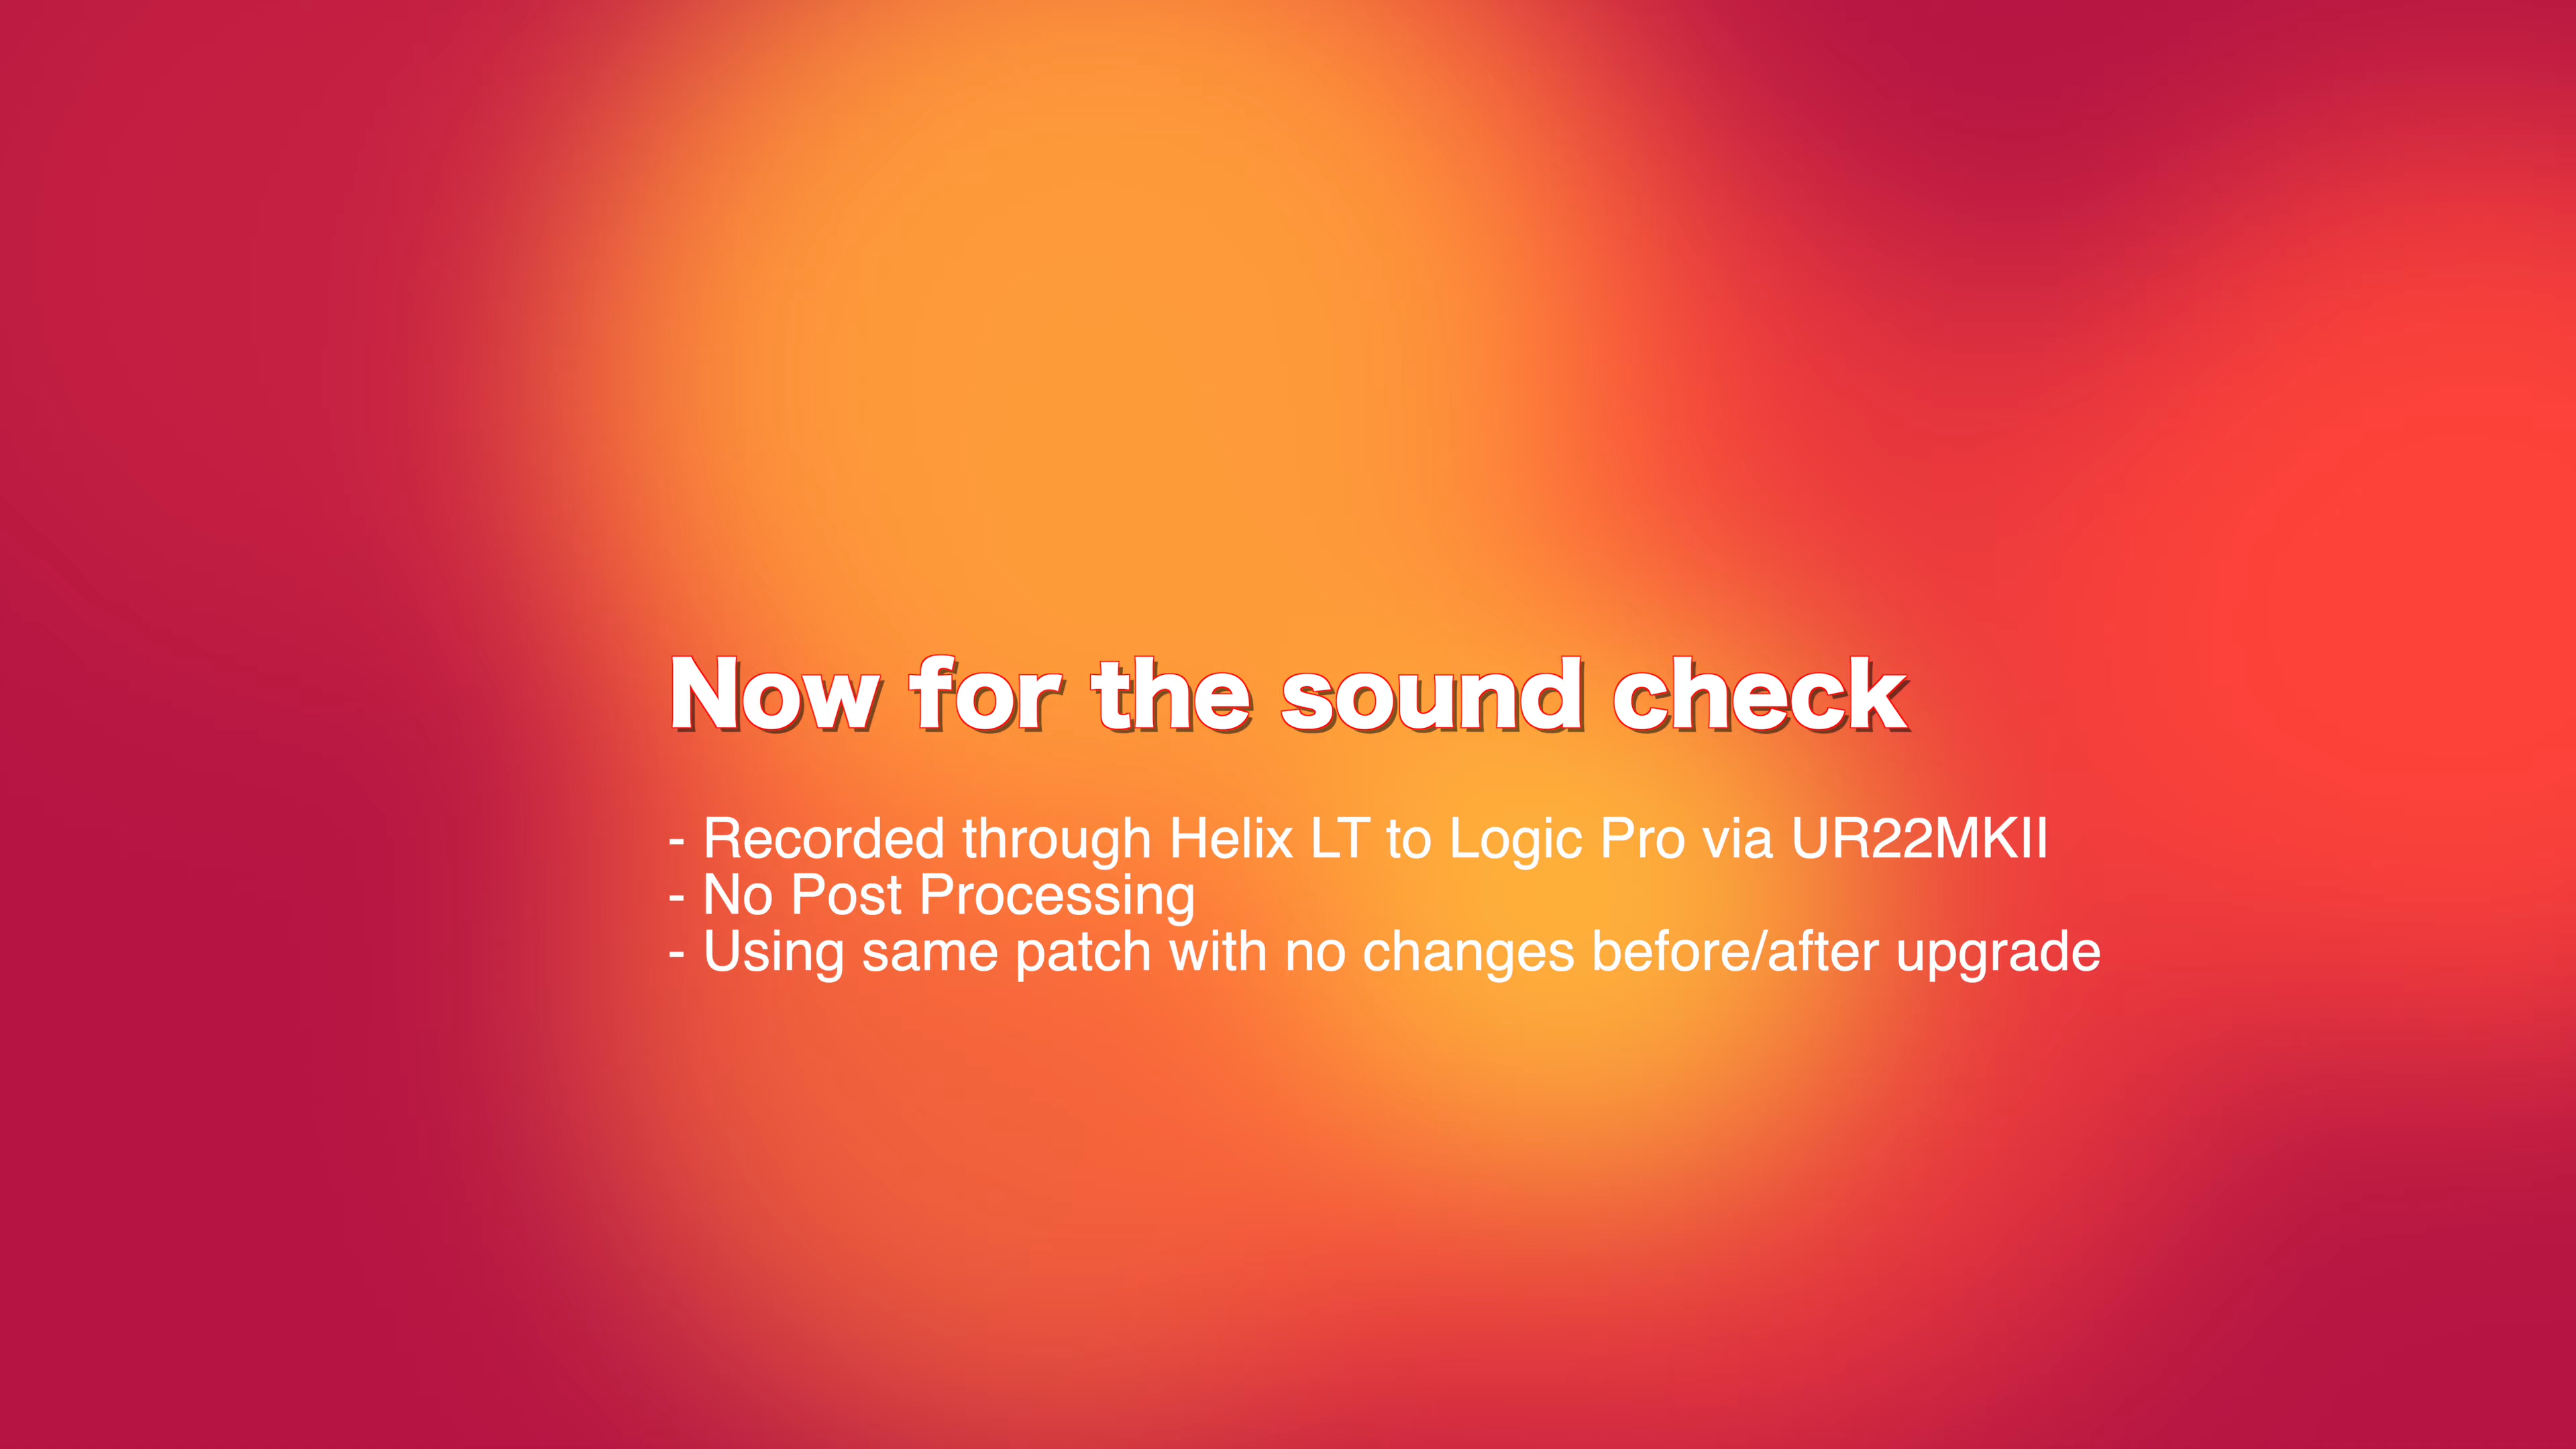 Now for the sound check
- Recorded through Helix LT to Logic Pro via UR22MKII
- No Post Processing
- Using same patch with no changes before/after upgrade